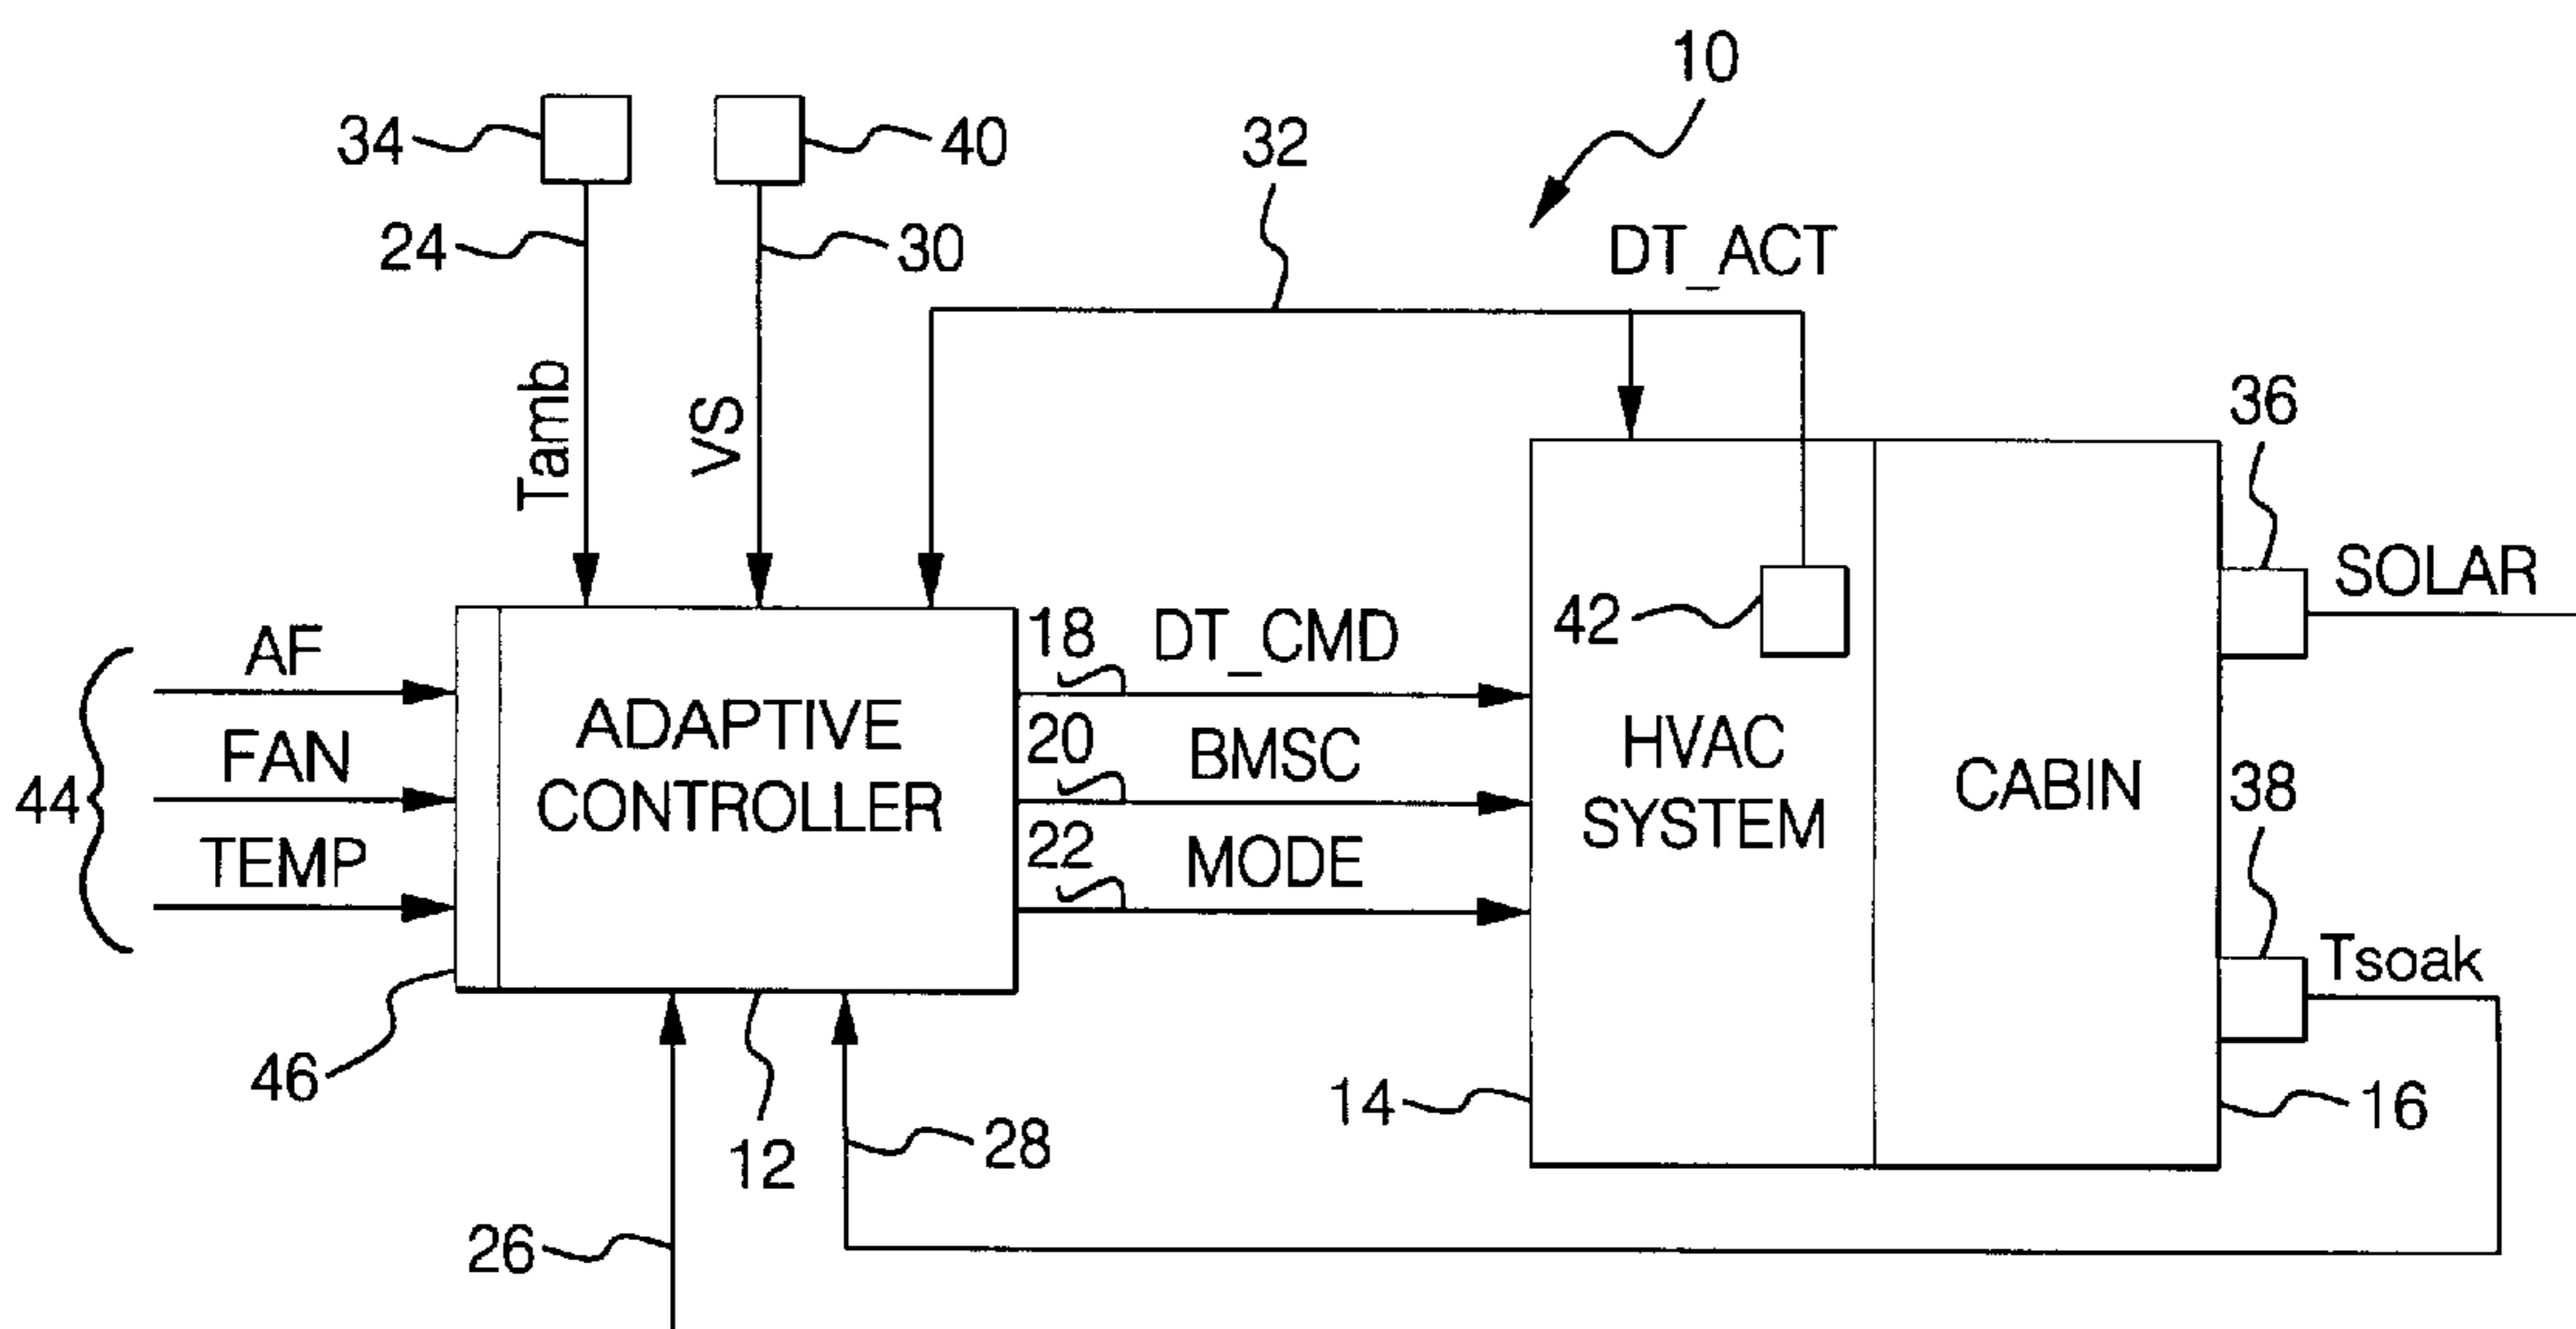 10
34
40
32
24
30
DT_ACT
Tamb
VS
36
SOLAR
44
AF
FAN
TEMP
ADAPTIVE
CONTROLLER
18
DT_CMD
20
BMSC
22
MODE
42
HVAC
SYSTEM
CABIN
38
Tsoak
46
12
28
14
16
26